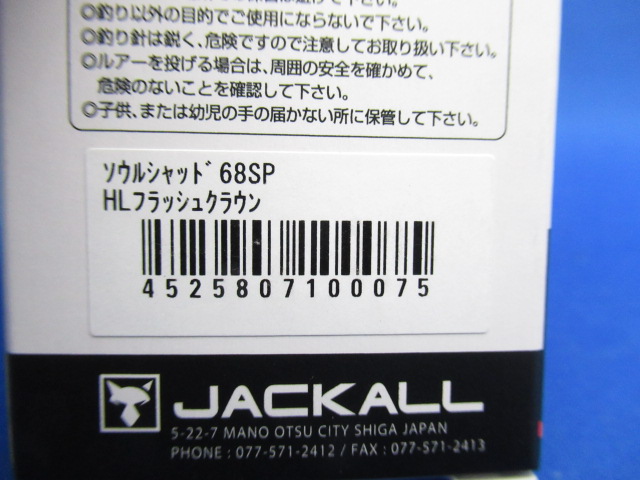 ◎釣り以外の目的でご使用にならないで下さい。
◎釣り針は鋭く、危険ですので注意してお取り扱い下さい。
◎ルアーを投げる場合は、周囲の安全を確かめて、
危険のないことを確認して下さい。
◎子供、または幼児の手の届かない所に保管して下さい。
ｿｳﾙｼｬｯﾄﾞ68SP
HLﾌﾗｯｼｭｸﾗｳﾝ
4525807100075
JACKALL
5-22-7 MANO OTSU CITY SHIGA JAPAN
PHONE : 077-571-2412 / FAX : 077-571-2413